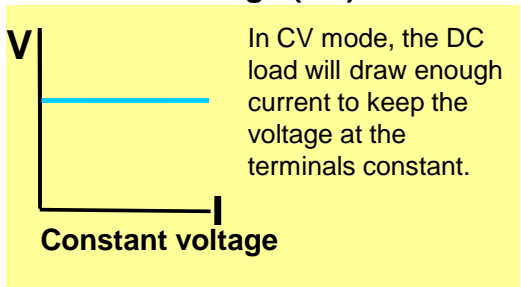 V
In CV mode, the DC
load will draw enough
current to keep the
voltage at the
terminals constant.
I
Constant voltage